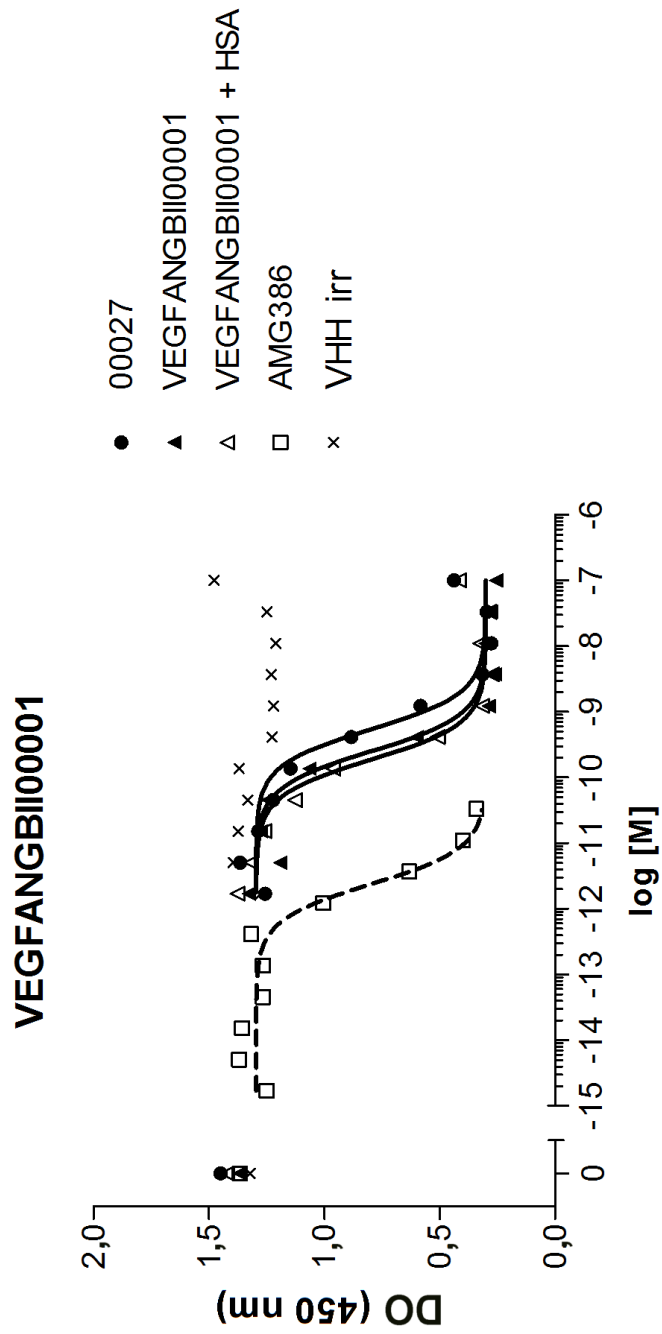 VEGFANGBII00001
DO (450 nm)
2,0
1,5
1,0
0,5
0,0
0
-15
-14
-13
-12
-11
-10
-9
-8
-7
-6
log [M]
00027
VEGFANGBII00001
VEGFANGBII00001 + HSA
AMG386
VHH irr